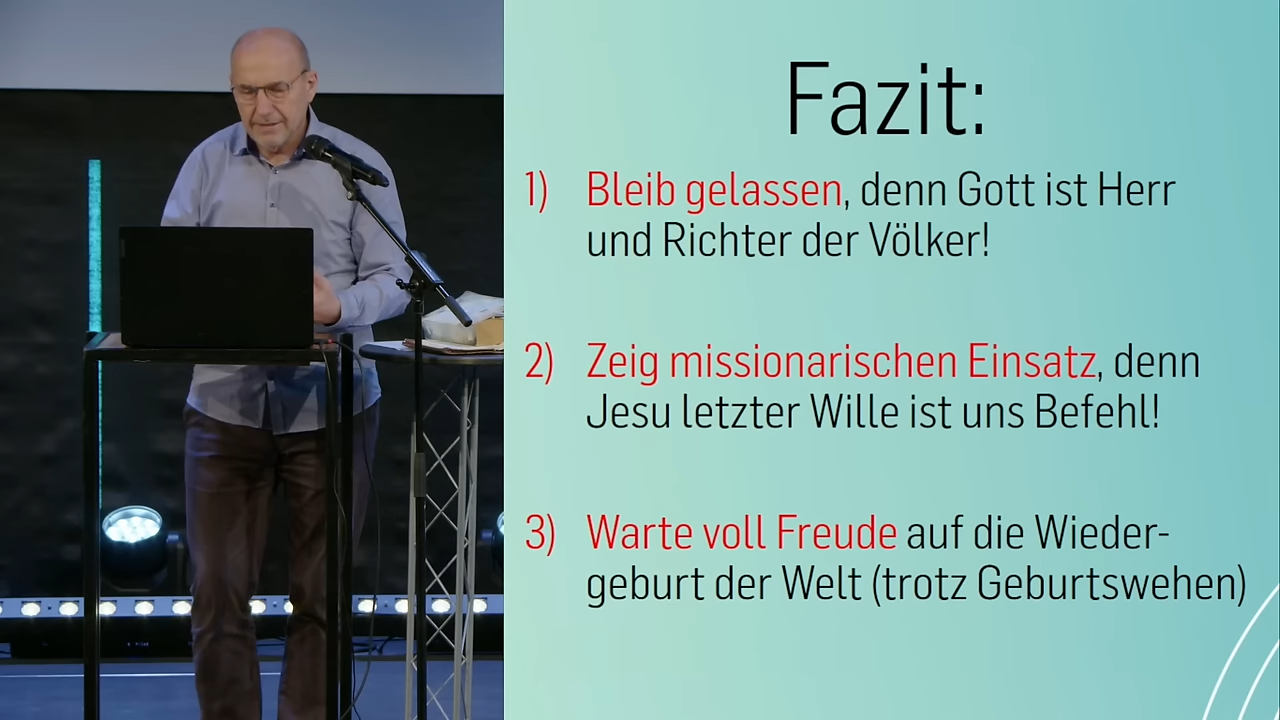 Fazit:
1) Bleib gelassen, denn Gott ist Herr
und Richter der Völker!
2) Zeig missionarischen Einsatz, denn
Jesu letzter Wille ist uns Befehl!
3) Warte voll Freude auf die Wieder-
geburt der Welt (trotz Geburtswehen)